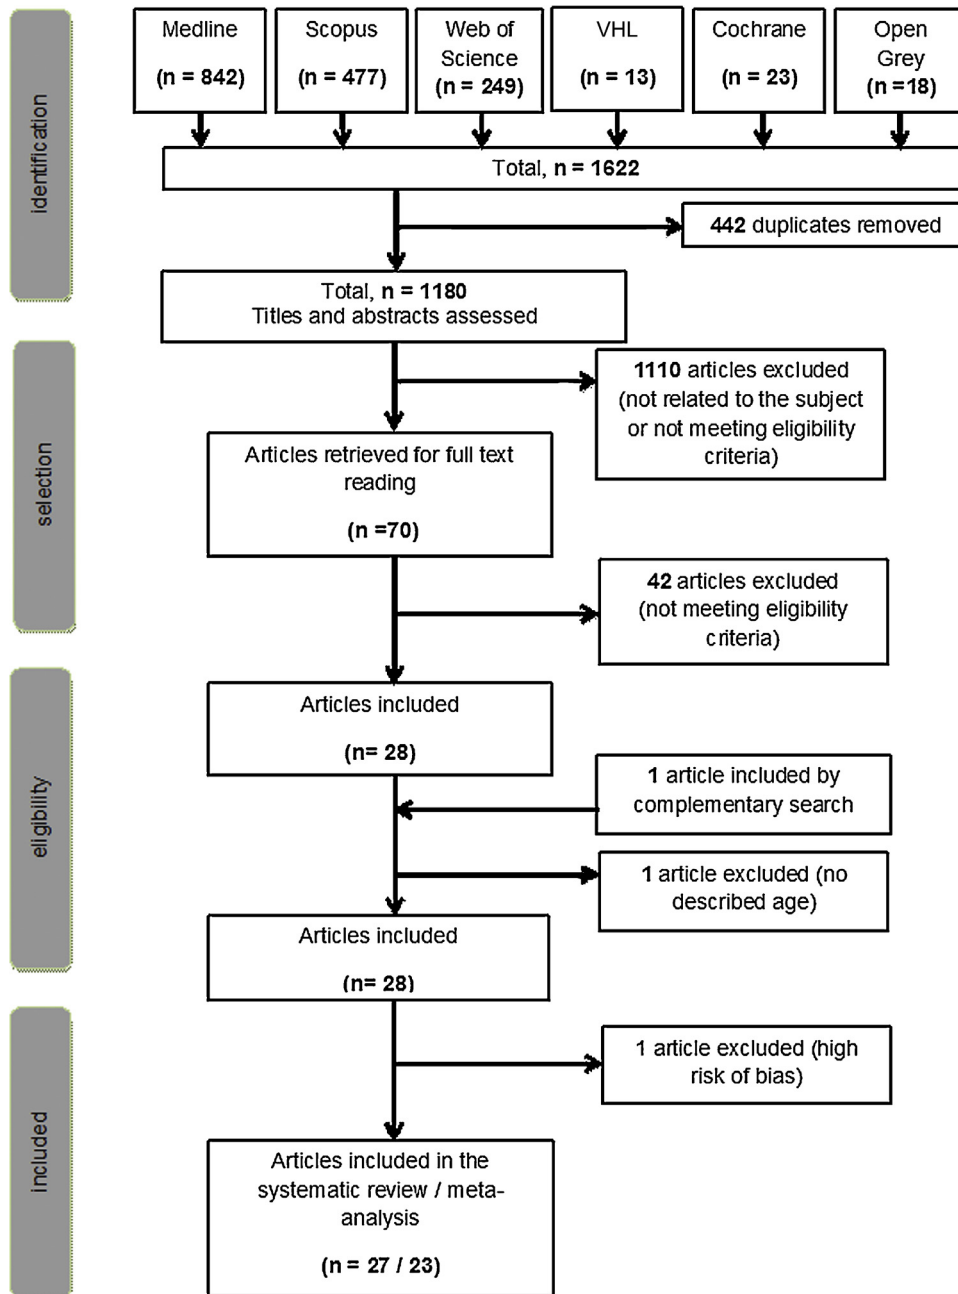 identification
Medline
(n = 842)
Scopus
(n = 477)
Web of
Science
(n = 249)
VHL
(n = 13)
Cochrane
(n = 23)
Open
Grey
(n =18)
Total, n = 1622
442 duplicates removed
Total, n = 1180
Titles and abstracts assessed
selection
1110 articles excluded
(not related to the subject
or not meeting eligibility
criteria)
Articles retrieved for full text
reading
(n =70)
42 articles excluded
(not meeting eligibility
criteria)
eligibility
Articles included
(n= 28)
1 article included by
complementary search
1 article excluded (no
described age)
Articles included
(n= 28)
included
1 article excluded (high
risk of bias)
Articles included in the
systematic review / meta-
analysis
(n = 27 / 23)